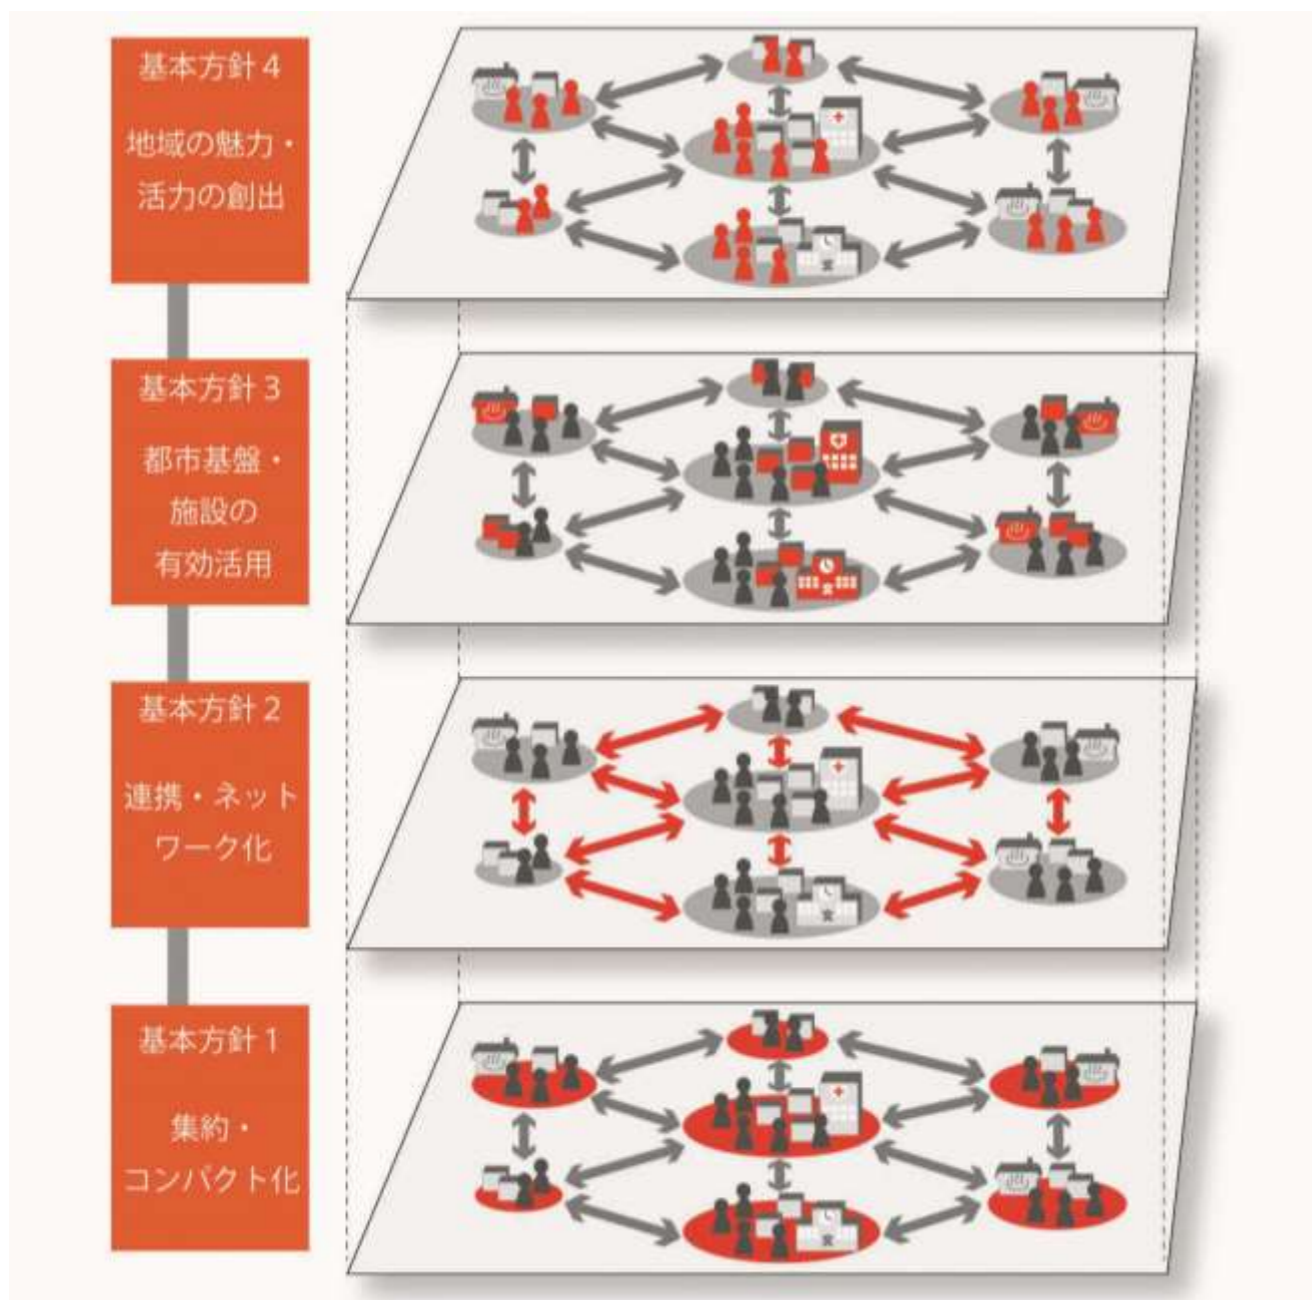 基本方針4
地域の魅力・
活力の創出
基本方針3
都市基盤・
施設の
有効活用
基本方針2
連携・ネット
ワーク化
基本方針1
集約・
コンパクト化